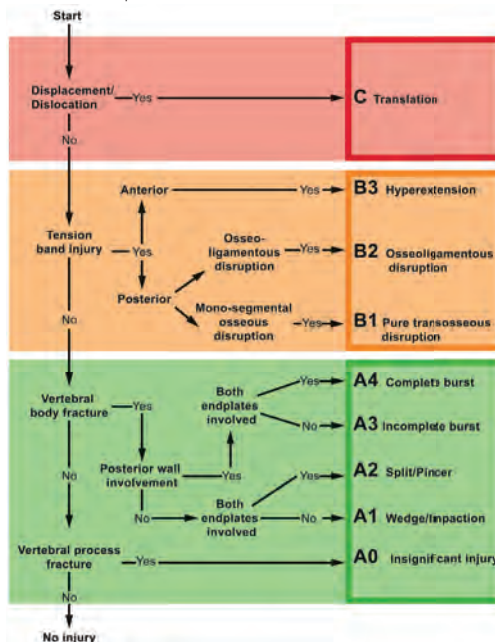 Start
Displacement/
Dislocation
Yes
C Translation
No
Anterior
Yes
B3 Hyperextension
Tension
band injury
Yes
Osseo-
ligamentous
disruption
Yes
B2 Osseoligamentous
disruption
Posterior
Mono-segmental
osseous
disruption
Yes
B1 Pure transosseous
disruption
No
Vertebral
body fracture
Yes
Both
endplates
involved
Yes
A4 Complete burst
No
A3 Incomplete burst
No
Posterior wall
involvement
Yes
Yes
A2 Split/Pincer
No
Both
endplates
involved
No
A1 Wedge/Impaction
Vertebral process
fracture
Yes
A0 Insignificant injury
No
No injury